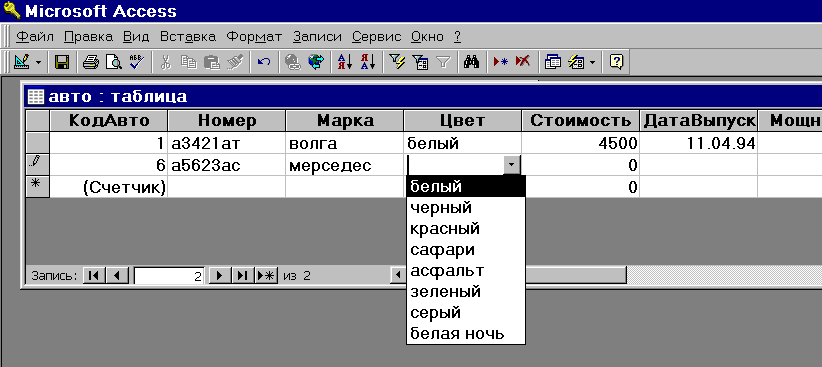 Microsoft Access
Файл Правка Вид Вставка Формат Записи Сервис Окно ?
авто : таблица
КодАвто Номер Марка Цвет Стоимость ДатаВыпуск Мощн
1 а3421ат волга белый 4500 11.04.94
6 а5623ас мерседес 0
(Счетчик) 0
белый
черный
красный
сафари
асфальт
зеленый
серый
белая ночь
Запись: 2 из 2